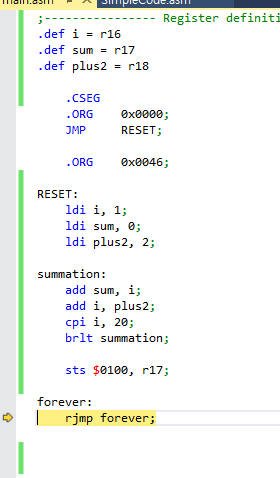 main.asm SimpleCode.asm
;---------------- Register definiti
.def i = r16
.def sum = r17
.def plus2 = r18
.CSEG
.ORG 0x0000;
JMP RESET;
.ORG 0x0046;
RESET:
ldi i, 1;
ldi sum, 0;
ldi plus2, 2;
summation:
add sum, i;
add i, plus2;
cpi i, 20;
brlt summation;
sts $0100, r17;
forever:
rjmp forever;